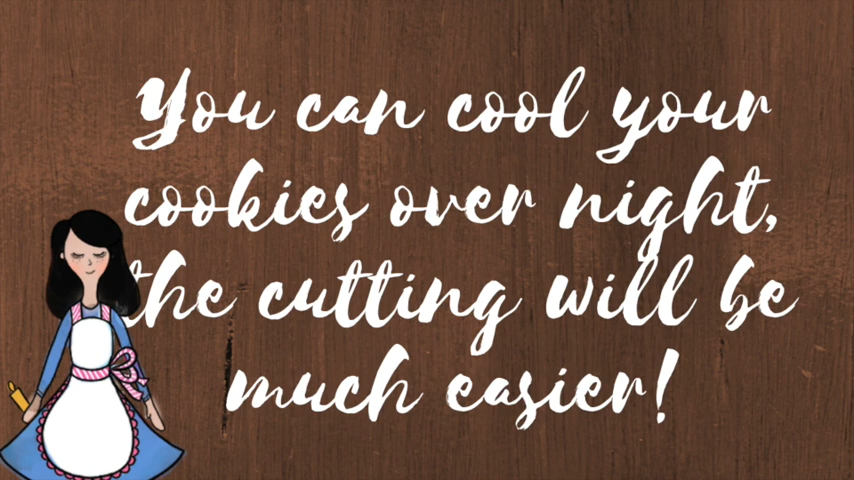 You can cool your
cookies over night,
the cutting will be
much easier!